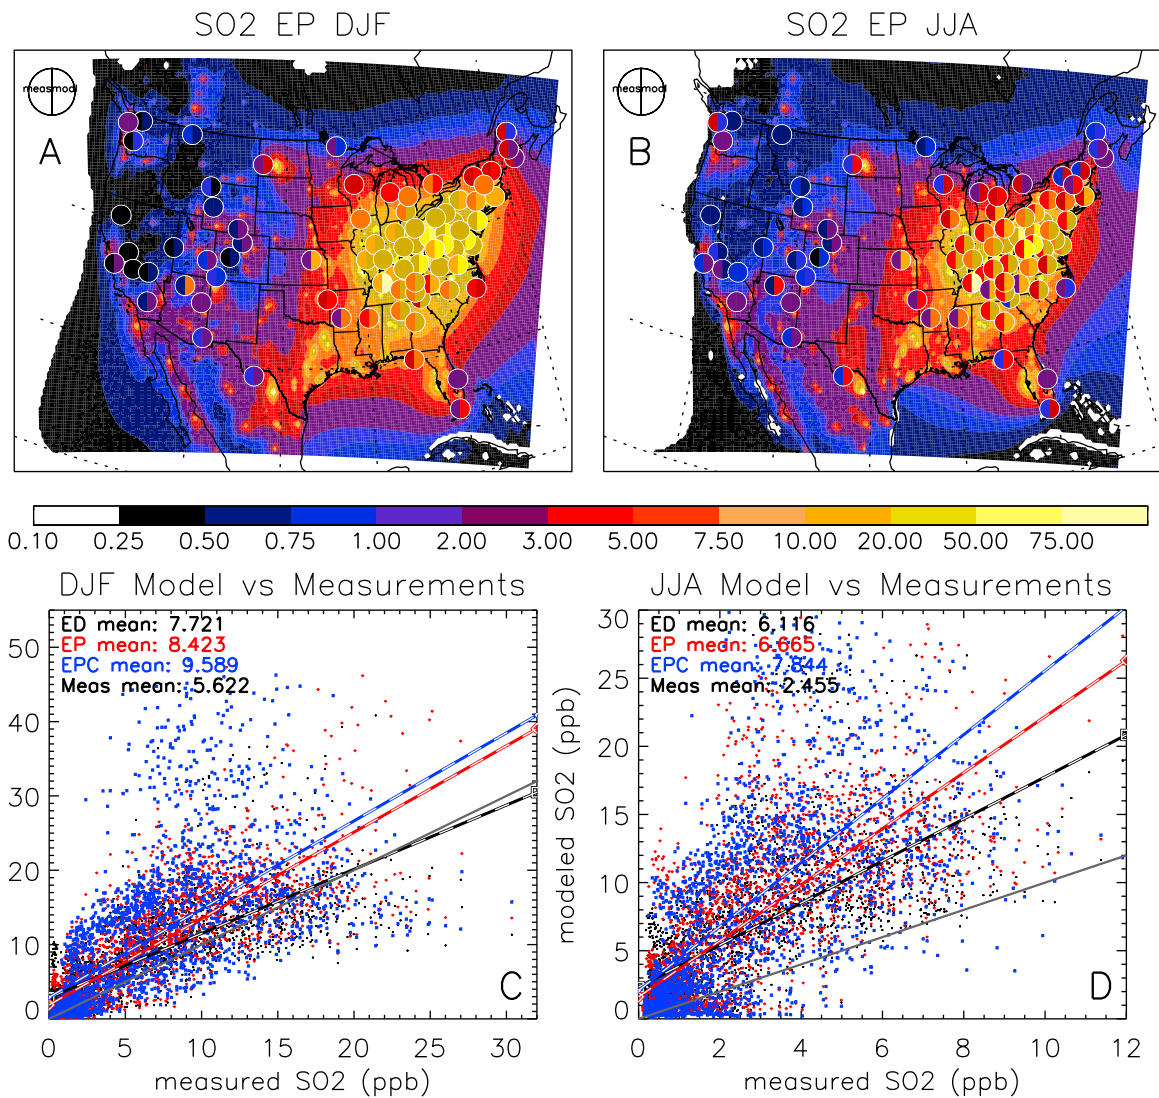 SO2 EP DJF
SO2 EP JJA
measmodl
measmodl
A
B
0.10 0.25 0.50 0.75 1.00 2.00 3.00 5.00 7.50 10.00 20.00 50.00 75.00
DJF Model vs Measurements
JJA Model vs Measurements
ED mean: 7.721
EP mean: 8.423
EPC mean: 9.589
Meas mean: 5.622
50
40
30
20
10
0
C
0 5 10 15 20 25 30
measured SO2 (ppb)
modeled SO2 (ppb)
ED mean: 6.116
EP mean: 6.665
EPC mean: 7.844
Meas mean: 2.455
30
25
20
15
10
5
0
D
0 2 4 6 8 10 12
measured SO2 (ppb)